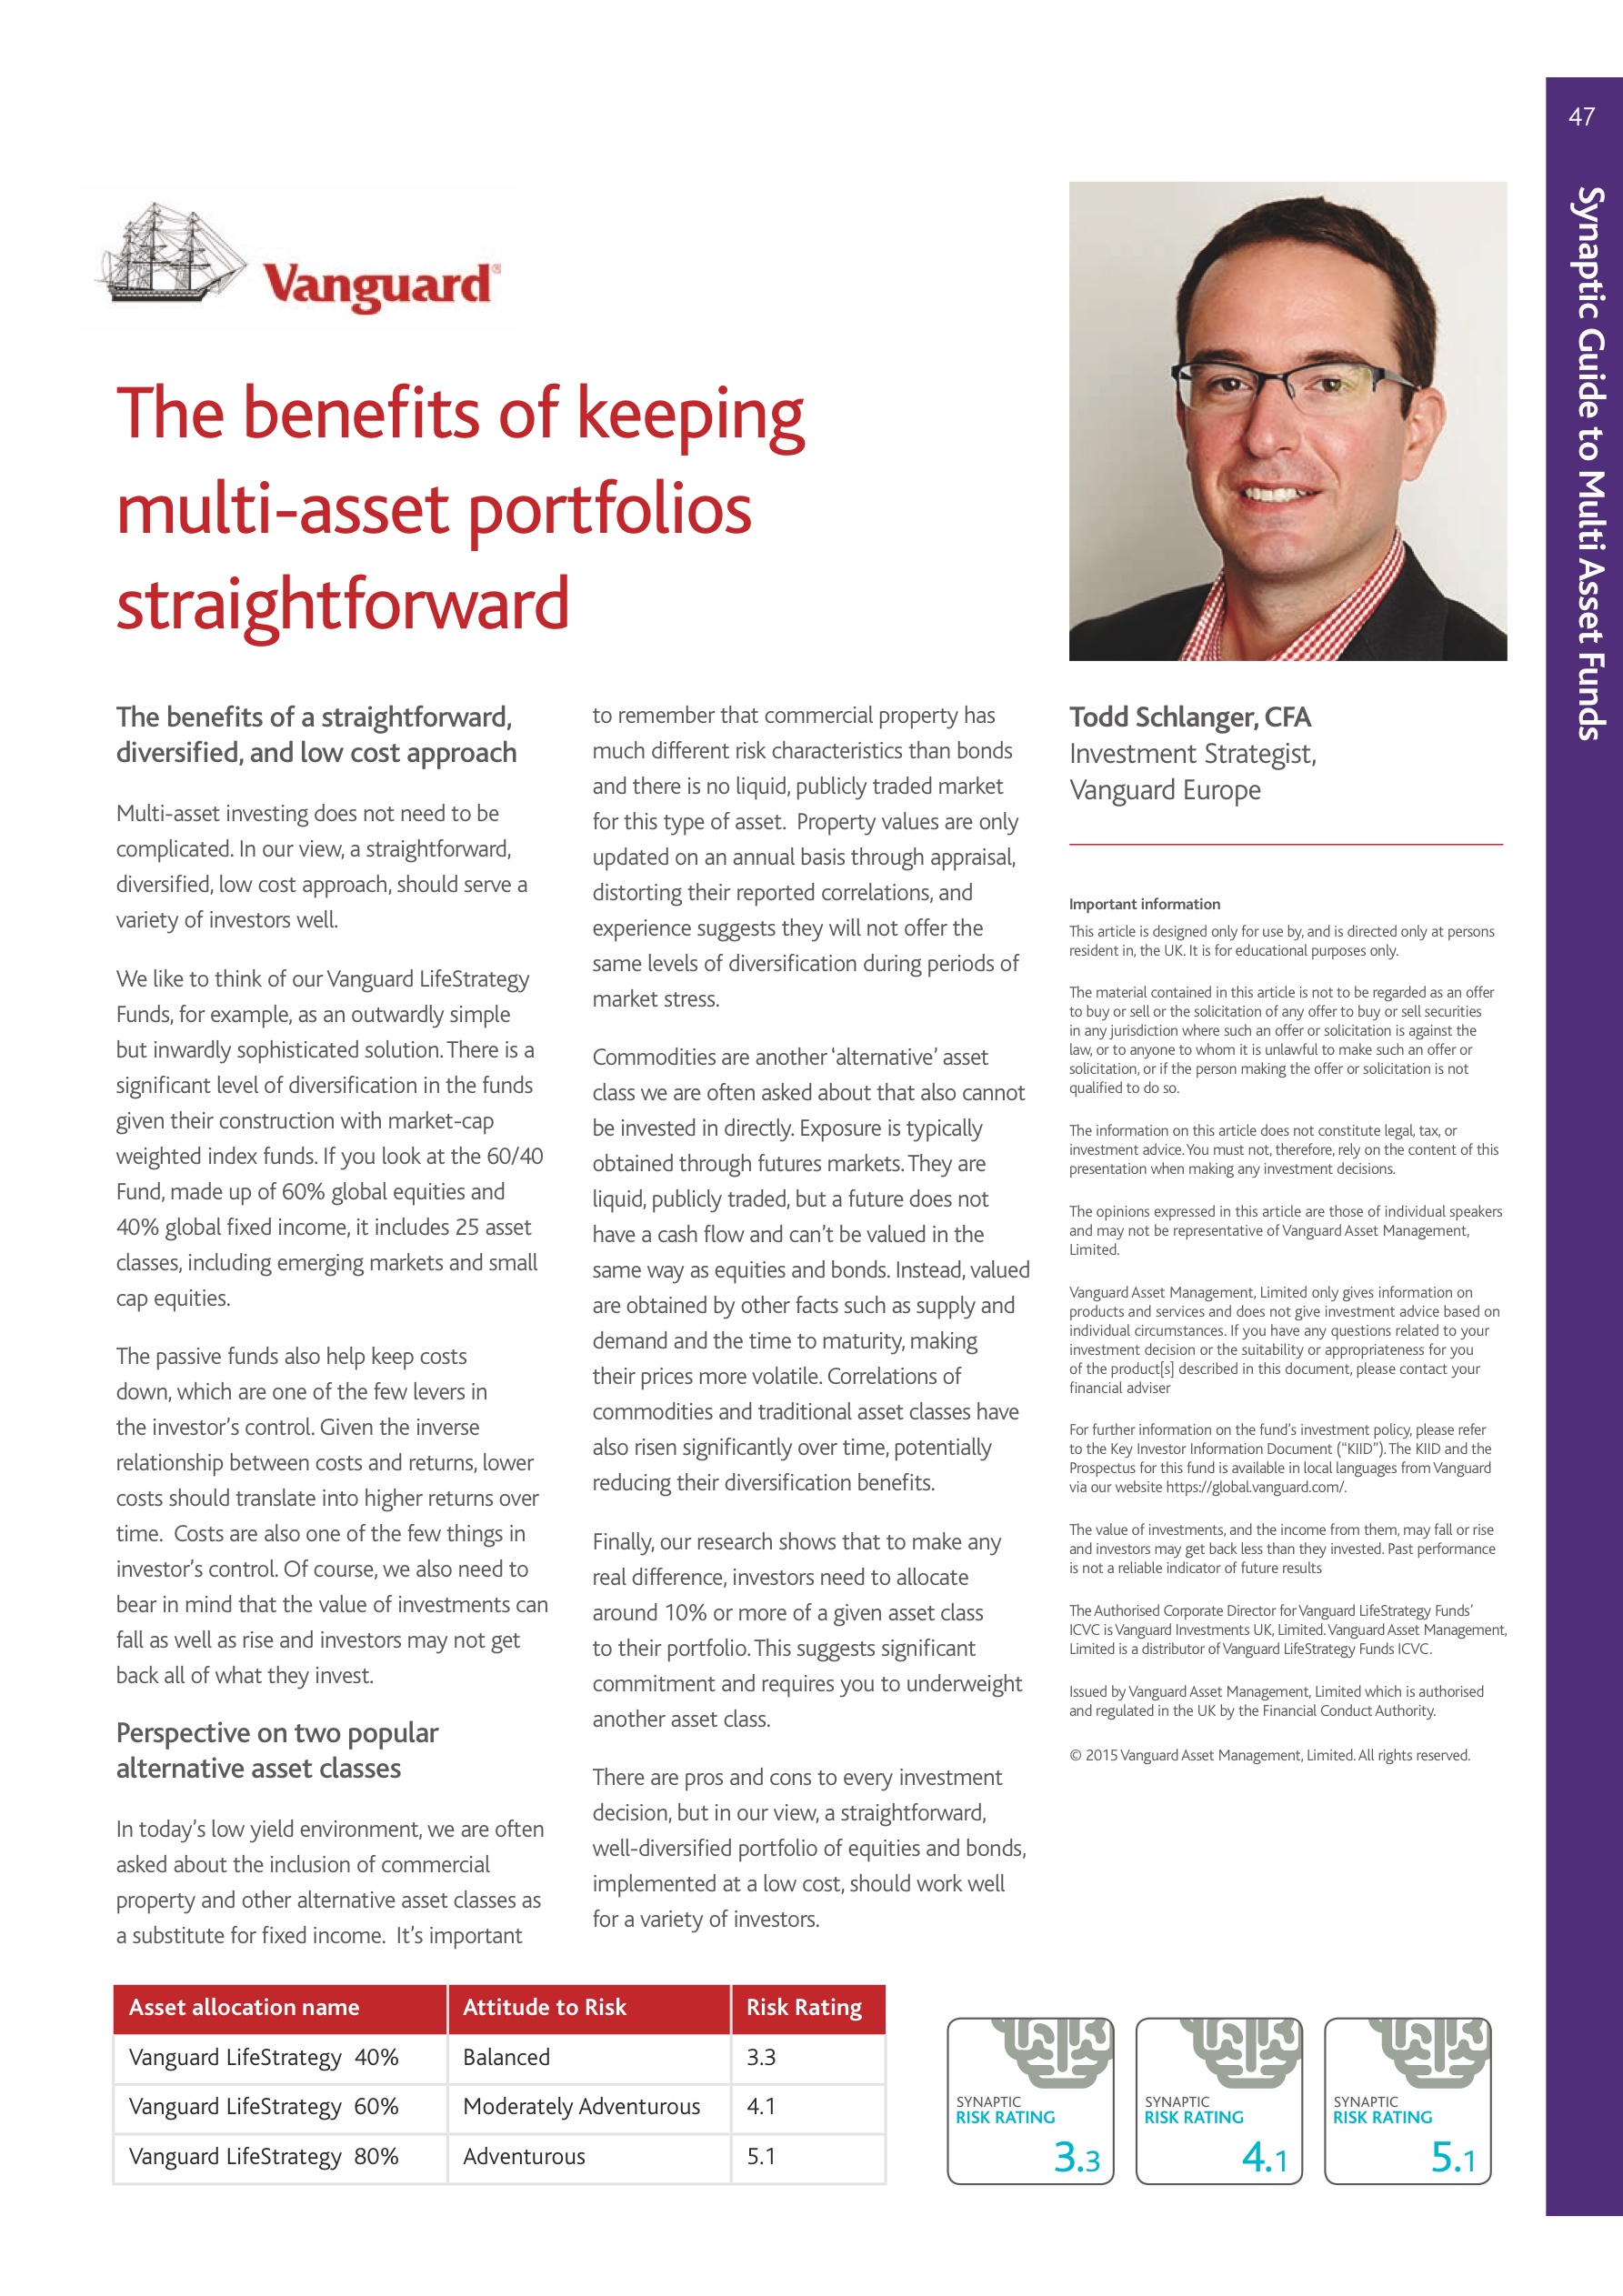 47
Synaptic Guide to Multi Asset Funds
Vanguard®
The benefits of keeping
multi-asset portfolios
straightforward
The benefits of a straightforward,
diversified, and low cost approach
Multi-asset investing does not need to be
complicated. In our view, a straightforward,
diversified, low cost approach, should serve a
variety of investors well.
We like to think of our Vanguard LifeStrategy
Funds, for example, as an outwardly simple
but inwardly sophisticated solution. There is a
significant level of diversification in the funds
given their construction with market-cap
weighted index funds. If you look at the 60/40
Fund, made up of 60% global equities and
40% global fixed income, it includes 25 asset
classes, including emerging markets and small
cap equities.
The passive funds also help keep costs
down, which are one of the few levers in
the investor's control. Given the inverse
relationship between costs and returns, lower
costs should translate into higher returns over
time.  Costs are also one of the few things in
investor's control. Of course, we also need to
bear in mind that the value of investments can
fall as well as rise and investors may not get
back all of what they invest.
Perspective on two popular
alternative asset classes
In today's low yield environment, we are often
asked about the inclusion of commercial
property and other alternative asset classes as
a substitute for fixed income.  It's important
to remember that commercial property has
much different risk characteristics than bonds
and there is no liquid, publicly traded market
for this type of asset.  Property values are only
updated on an annual basis through appraisal,
distorting their reported correlations, and
experience suggests they will not offer the
same levels of diversification during periods of
market stress.
Commodities are another 'alternative' asset
class we are often asked about that also cannot
be invested in directly. Exposure is typically
obtained through futures markets. They are
liquid, publicly traded, but a future does not
have a cash flow and can't be valued in the
same way as equities and bonds. Instead, valued
are obtained by other facts such as supply and
demand and the time to maturity, making
their prices more volatile. Correlations of
commodities and traditional asset classes have
also risen significantly over time, potentially
reducing their diversification benefits.
Finally, our research shows that to make any
real difference, investors need to allocate
around 10% or more of a given asset class
to their portfolio. This suggests significant
commitment and requires you to underweight
another asset class.
There are pros and cons to every investment
decision, but in our view, a straightforward,
well-diversified portfolio of equities and bonds,
implemented at a low cost, should work well
for a variety of investors.
Todd Schlanger, CFA
Investment Strategist,
Vanguard Europe
Important information
This article is designed only for use by, and is directed only at persons
resident in, the UK. It is for educational purposes only.
The material contained in this article is not to be regarded as an offer
to buy or sell or the solicitation of any offer to buy or sell securities
in any jurisdiction where such an offer or solicitation is against the
law, or to anyone to whom it is unlawful to make such an offer or
solicitation, or if the person making the offer or solicitation is not
qualified to do so.
The information on this article does not constitute legal, tax, or
investment advice. You must not, therefore, rely on the content of this
presentation when making any investment decisions.
The opinions expressed in this article are those of individual speakers
and may not be representative of Vanguard Asset Management,
Limited.
Vanguard Asset Management, Limited only gives information on
products and services and does not give investment advice based on
individual circumstances. If you have any questions related to your
investment decision or the suitability or appropriateness for you
of the product[s] described in this document, please contact your
financial adviser
For further information on the fund's investment policy, please refer
to the Key Investor Information Document ("KIID"). The KIID and the
Prospectus for this fund is available in local languages from Vanguard
via our website https://global.vanguard.com/.
The value of investments, and the income from them, may fall or rise
and investors may get back less than they invested. Past performance
is not a reliable indicator of future results
The Authorised Corporate Director for Vanguard LifeStrategy Funds'
ICVC is Vanguard Investments UK, Limited. Vanguard Asset Management,
Limited is a distributor of Vanguard LifeStrategy Funds ICVC.
Issued by Vanguard Asset Management, Limited which is authorised
and regulated in the UK by the Financial Conduct Authority.
© 2015 Vanguard Asset Management, Limited. All rights reserved.
Asset allocation name Attitude to Risk Risk Rating
Vanguard LifeStrategy  40% Balanced 3.3
Vanguard LifeStrategy  60% Moderately Adventurous 4.1
Vanguard LifeStrategy  80% Adventurous 5.1
SYNAPTIC
RISK RATING
3.3
SYNAPTIC
RISK RATING
4.1
SYNAPTIC
RISK RATING
5.1